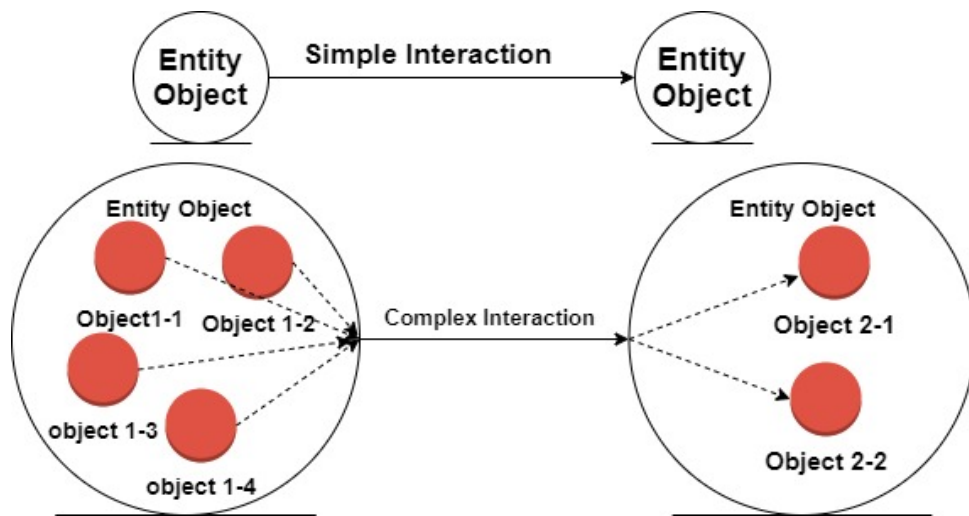 Entity
Object
Simple Interaction
Entity
Object
Entity Object
Object1-1
Object 1-2
object 1-3
object 1-4
Complex Interaction
Entity Object
Object 2-1
Object 2-2